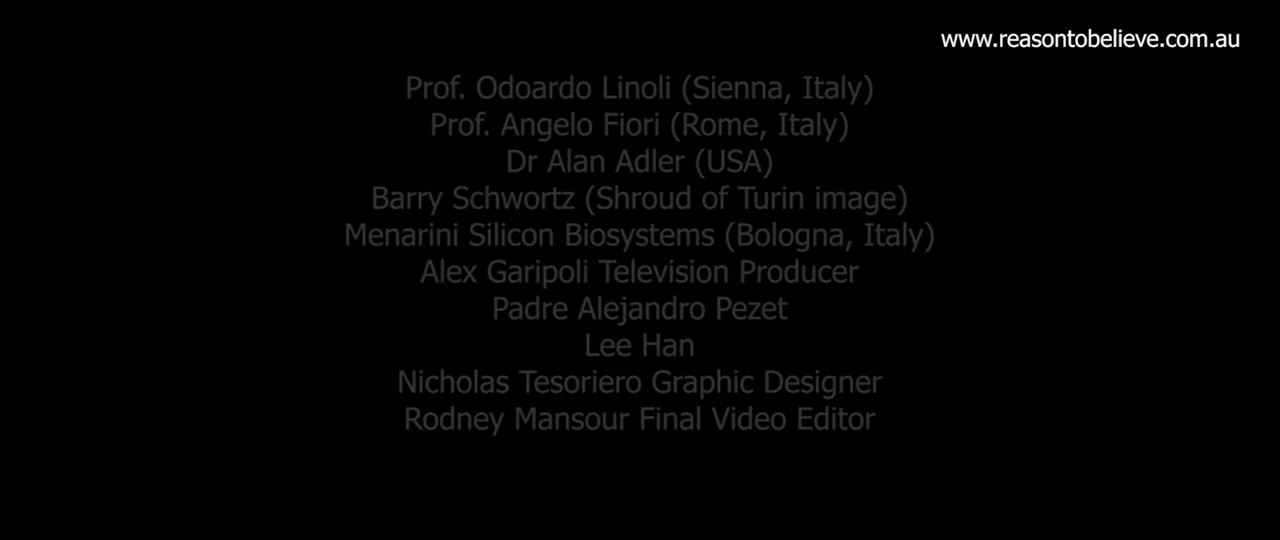 www.reasontobelieve.com.au
Prof. Odoardo Linoli (Sienna, Italy)
Prof. Angelo Fiori (Rome, Italy)
Dr Alan Adler (USA)
Barry Schwortz (Shroud of Turin image)
Menarini Silicon Biosystems (Bologna, Italy)
Alex Garipoli Television Producer
Padre Alejandro Pezet
Lee Han
Nicholas Tesoriero Graphic Designer
Rodney Mansour Final Video Editor